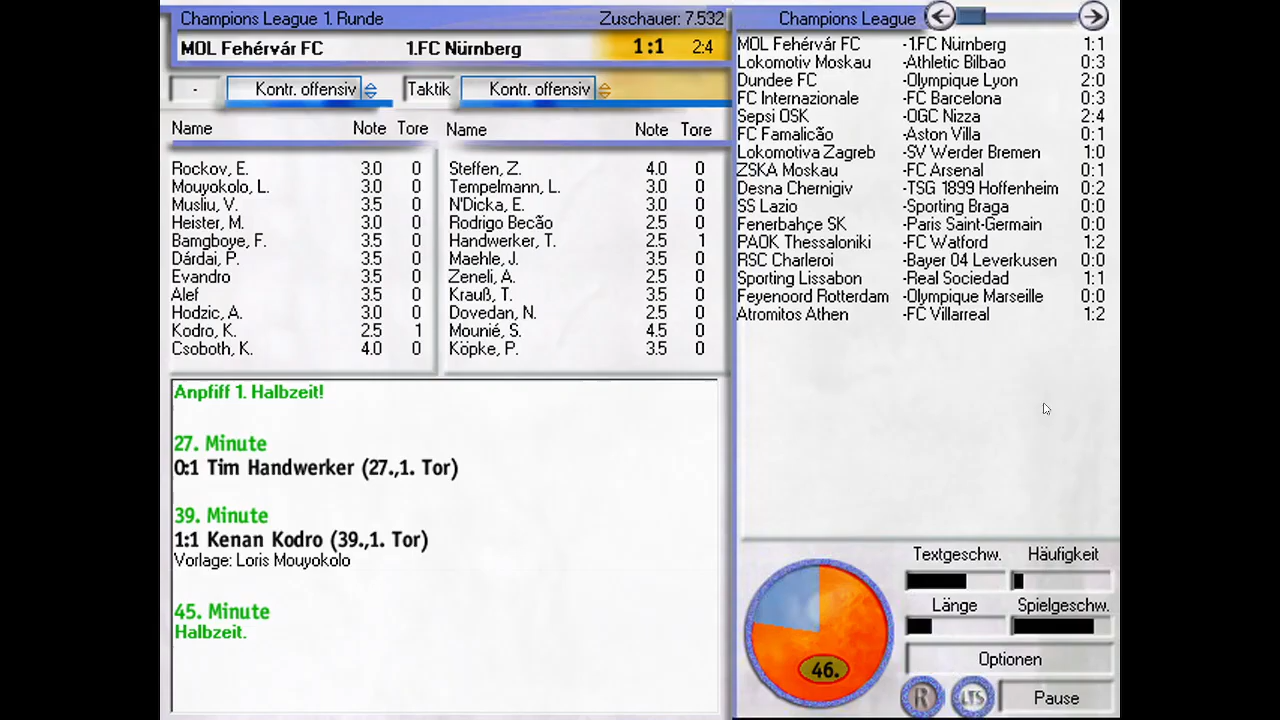 Champions League 1. Runde Zuschauer: 7.532
MOL Fehérvár FC 1.FC Nürnberg 1:1 2:4
- Kontr. offensiv Taktik Kontr. offensiv
Name Note Tore Name Note Tore
Rockov, E. 3.0 0 Steffen, Z. 4.0 0
Mouyokolo, L. 3.0 0 Tempelmann, L. 3.0 0
Musliu, V. 3.5 0 N'Dicka, E. 3.0 0
Heister, M. 3.0 0 Rodrigo Becão 2.5 0
Bamgboye, F. 3.5 0 Handwerker, T. 2.5 1
Dárdai, P. 3.5 0 Maehle, J. 3.5 0
Evandro 3.5 0 Zeneli, A. 2.5 0
Alef 3.5 0 Krauß, T. 3.5 0
Hodzic, A. 3.0 0 Dovedan, N. 2.5 0
Kodro, K. 2.5 1 Mounié, S. 4.5 0
Csoboth, K. 4.0 0 Köpke, P. 3.5 0
Anpfiff 1. Halbzeit!
27. Minute
0:1 Tim Handwerker (27.,1. Tor)
39. Minute
1:1 Kenan Kodro (39.,1. Tor)
Vorlage: Loris Mouyokolo
45. Minute
Halbzeit.
Champions League
MOL Fehérvár FC -1.FC Nürnberg 1:1
Lokomotiv Moskau -Athletic Bilbao 0:3
Dundee FC -Olympique Lyon 2:0
FC Internazionale -FC Barcelona 0:3
Sepsi OSK -OGC Nizza 2:4
FC Famalicão -Aston Villa 0:1
Lokomotiva Zagreb -SV Werder Bremen 1:0
ZSKA Moskau -FC Arsenal 0:1
Desna Chernigiv -TSG 1899 Hoffenheim 0:2
SS Lazio -Sporting Braga 0:0
Fenerbahçe SK -Paris Saint-Germain 0:0
PAOK Thessaloniki -FC Watford 1:2
RSC Charleroi -Bayer 04 Leverkusen 0:0
Sporting Lissabon -Real Sociedad 1:1
Feyenoord Rotterdam -Olympique Marseille 0:0
Atromitos Athen -FC Villarreal 1:2
Textgeschw. Häufigkeit
Länge Spielgeschw.
46.
Optionen
R LTS Pause